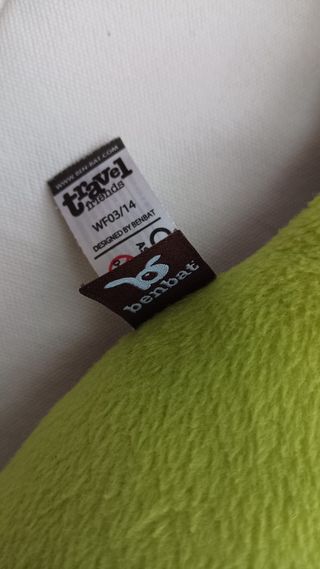 WWW.BEN-BAT.COM
travel
friends
WF03/14
DESIGNED BY BENBAT
benbat